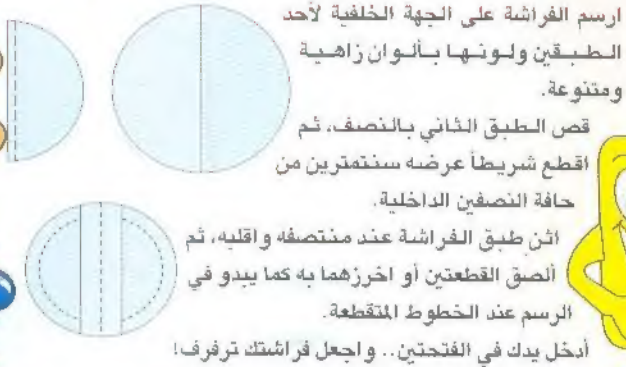 ارسم الفراشة على الجهة الخلفية لأحد
الطبقين ولونها بألوان زاهية
ومتنوعة.
قص الطبق الثاني بالنصف، ثم
اقطع شريطاً عرضه سنتمترين من
حافة النصفين الداخلية.
اثن طبق الفراشة عند منتصفه واقلبه، ثم
ألصق القطعتين أو اخرزهما به كما يبدو في
الرسم عند الخطوط المتقطعة.
أدخل يدك في الفتحتين.. واجعل فراشتك ترفرف!